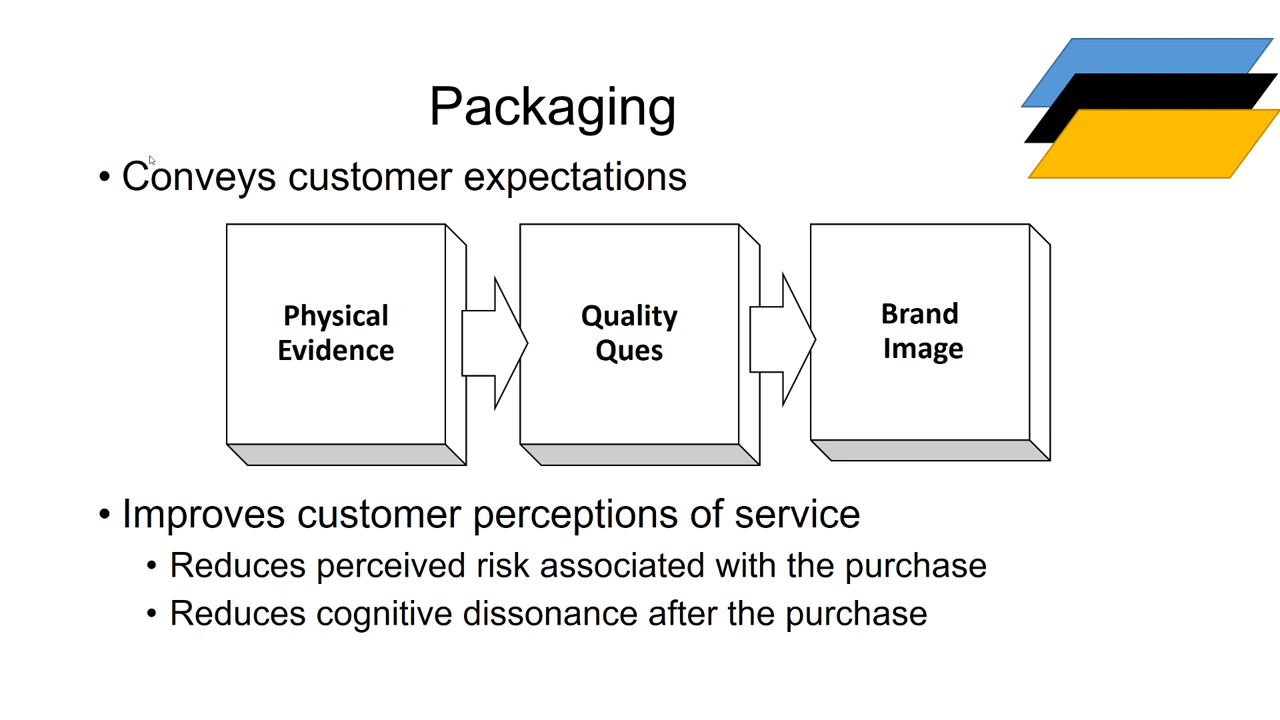 Packaging
• Conveys customer expectations
Physical
Evidence
Quality
Ques
Brand
Image
• Improves customer perceptions of service
• Reduces perceived risk associated with the purchase
• Reduces cognitive dissonance after the purchase